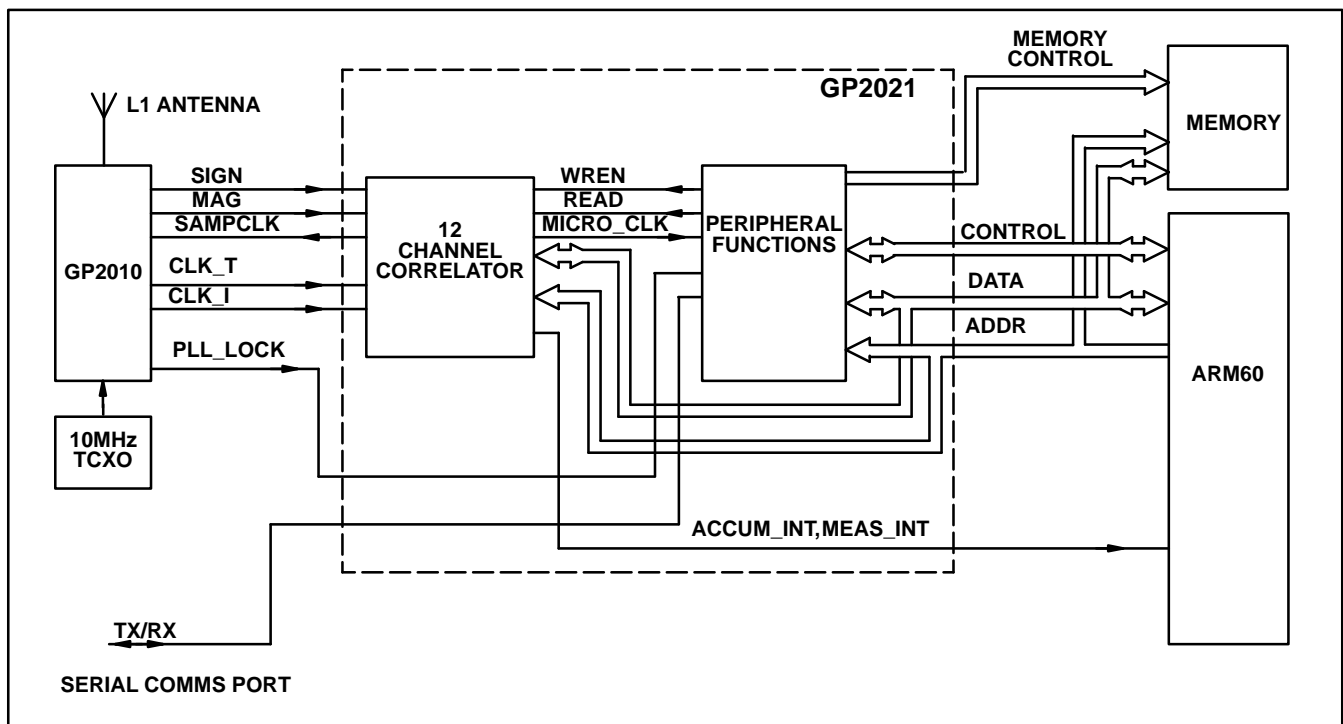 MEMORY
CONTROL
GP2021
L1 ANTENNA
MEMORY
SIGN
MAG
SAMPCLK
CLK_T
CLK_I
PLL_LOCK
GP2010
12
CHANNEL
CORRELATOR
WREN
READ
MICRO_CLK
PERIPHERAL
FUNCTIONS
CONTROL
DATA
ADDR
ARM60
10MHz
TCXO
ACCUM_INT,MEAS_INT
TX/RX
SERIAL COMMS PORT